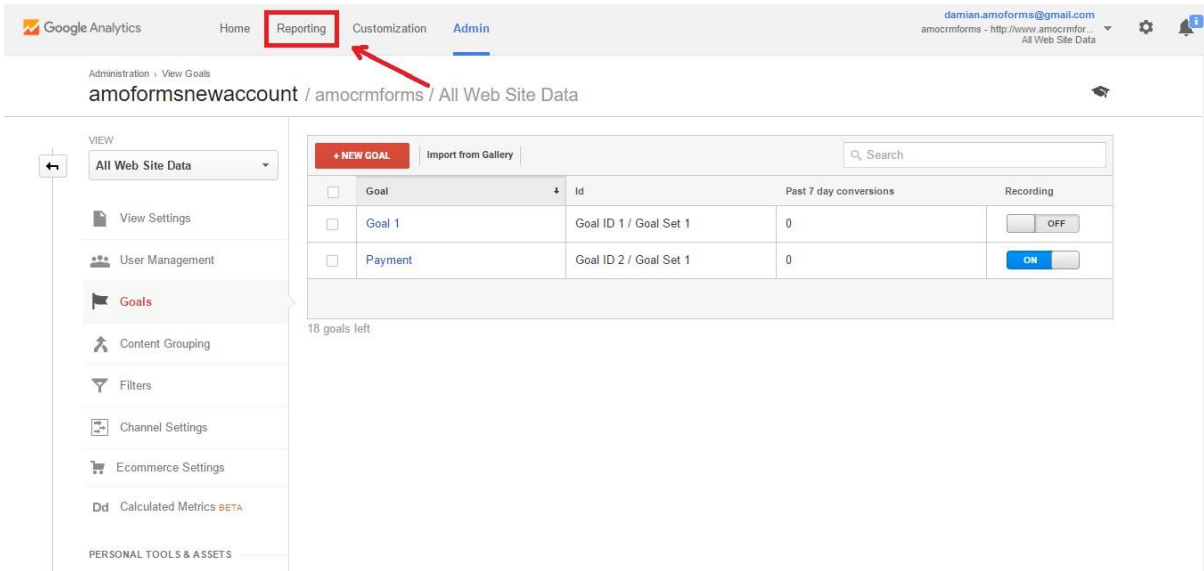 Google Analytics Home Reporting Customization Admin
damian.amoforms@gmail.com
amocrmforms - http://www.amocrmfor...
All Web Site Data
i
Administration › View Goals
amoformsnewaccount / amocrmforms / All Web Site Data
VIEW
All Web Site Data
View Settings
User Management
Goals
Content Grouping
Filters
Channel Settings
Ecommerce Settings
Dd Calculated Metrics BETA
PERSONAL TOOLS & ASSETS
+ NEW GOAL Import from Gallery Search
Goal Id Past 7 day conversions Recording
Goal 1 Goal ID 1 / Goal Set 1 0 OFF
Payment Goal ID 2 / Goal Set 1 0 ON
18 goals left